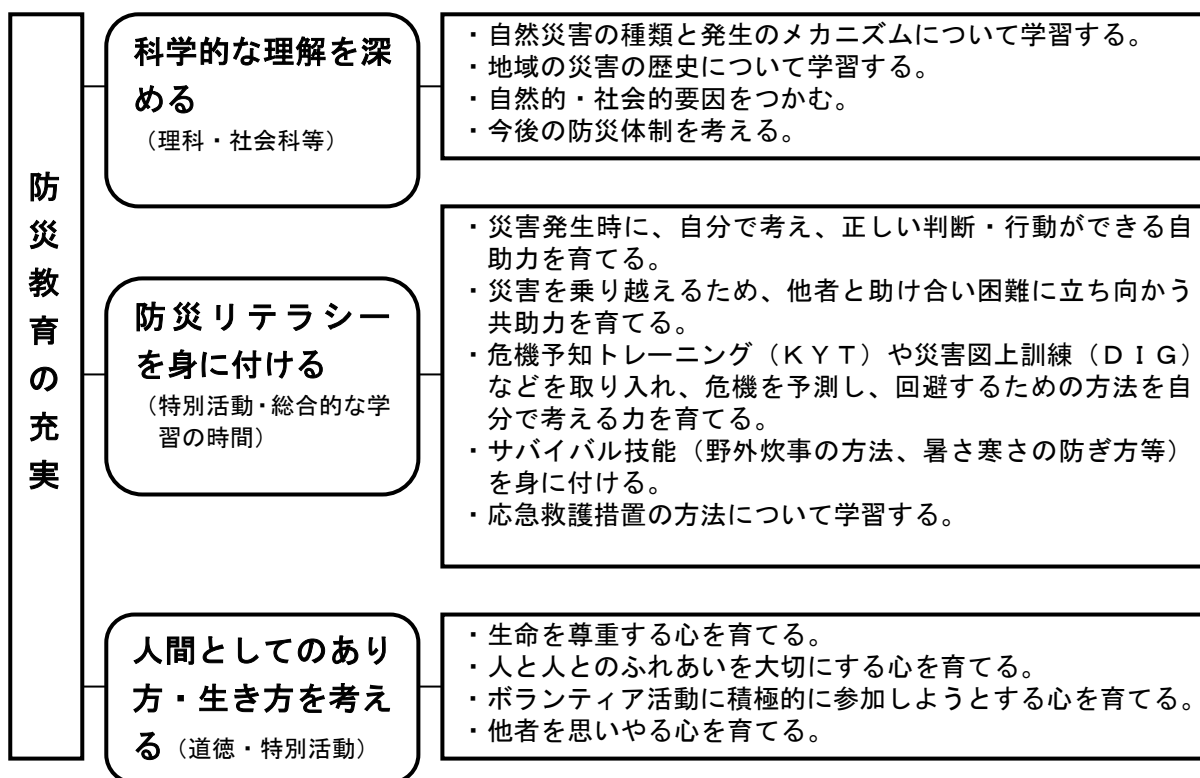 防災教育の充実
科学的な理解を深
める
（理科・社会科等）
・自然災害の種類と発生のメカニズムについて学習する。
・地域の災害の歴史について学習する。
・自然的・社会的要因をつかむ。
・今後の防災体制を考える。
防災リテラシー
を身に付ける
（特別活動・総合的な学
習の時間）
・災害発生時に、自分で考え、正しい判断・行動ができる自
助力を育てる。
・災害を乗り越えるため、他者と助け合い困難に立ち向かう
共助力を育てる。
・危機予知トレーニング（ＫＹＴ）や災害図上訓練（ＤＩＧ）
などを取り入れ、危機を予測し、回避するための方法を自
分で考える力を育てる。
・サバイバル技能（野外炊事の方法、暑さ寒さの防ぎ方等）
を身に付ける。
・応急救護措置の方法について学習する。
人間としてのあり
方・生き方を考え
る（道徳・特別活動）
・生命を尊重する心を育てる。
・人と人とのふれあいを大切にする心を育てる。
・ボランティア活動に積極的に参加しようとする心を育てる。
・他者を思いやる心を育てる。